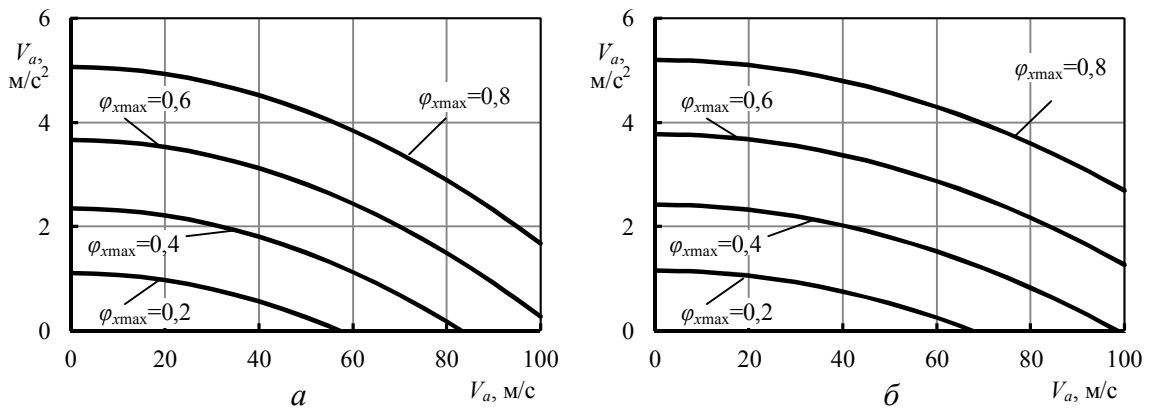 6
V_a,
м/с²
4
2
0
φ_xmax=0,6
φ_xmax=0,8
φ_xmax=0,4
φ_xmax=0,2
0 20 40 60 80 100
а
V_a, м/с
6
V_a,
м/с²
4
2
0
φ_xmax=0,8
φ_xmax=0,6
φ_xmax=0,4
φ_xmax=0,2
0 20 40 60 80 100
б
V_a, м/с